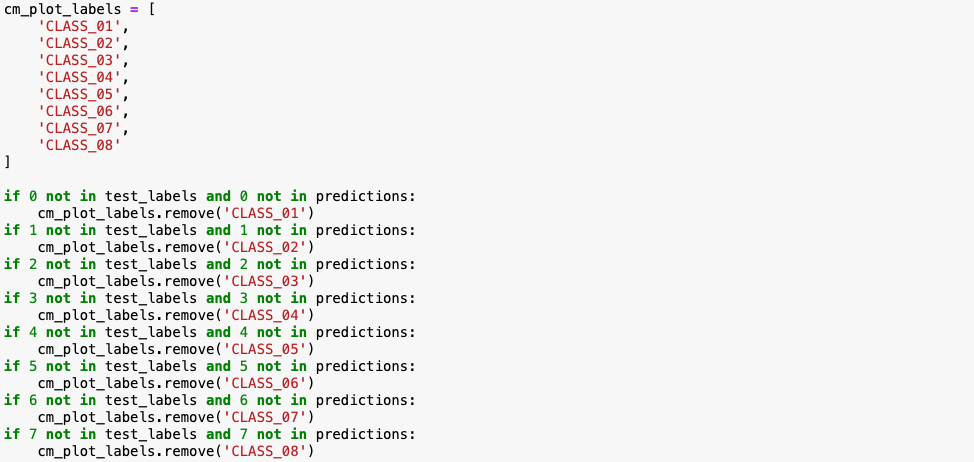 cm_plot_labels = [
    'CLASS_01',
    'CLASS_02',
    'CLASS_03',
    'CLASS_04',
    'CLASS_05',
    'CLASS_06',
    'CLASS_07',
    'CLASS_08'
]

if 0 not in test_labels and 0 not in predictions:
    cm_plot_labels.remove('CLASS_01')
if 1 not in test_labels and 1 not in predictions:
    cm_plot_labels.remove('CLASS_02')
if 2 not in test_labels and 2 not in predictions:
    cm_plot_labels.remove('CLASS_03')
if 3 not in test_labels and 3 not in predictions:
    cm_plot_labels.remove('CLASS_04')
if 4 not in test_labels and 4 not in predictions:
    cm_plot_labels.remove('CLASS_05')
if 5 not in test_labels and 5 not in predictions:
    cm_plot_labels.remove('CLASS_06')
if 6 not in test_labels and 6 not in predictions:
    cm_plot_labels.remove('CLASS_07')
if 7 not in test_labels and 7 not in predictions:
    cm_plot_labels.remove('CLASS_08')